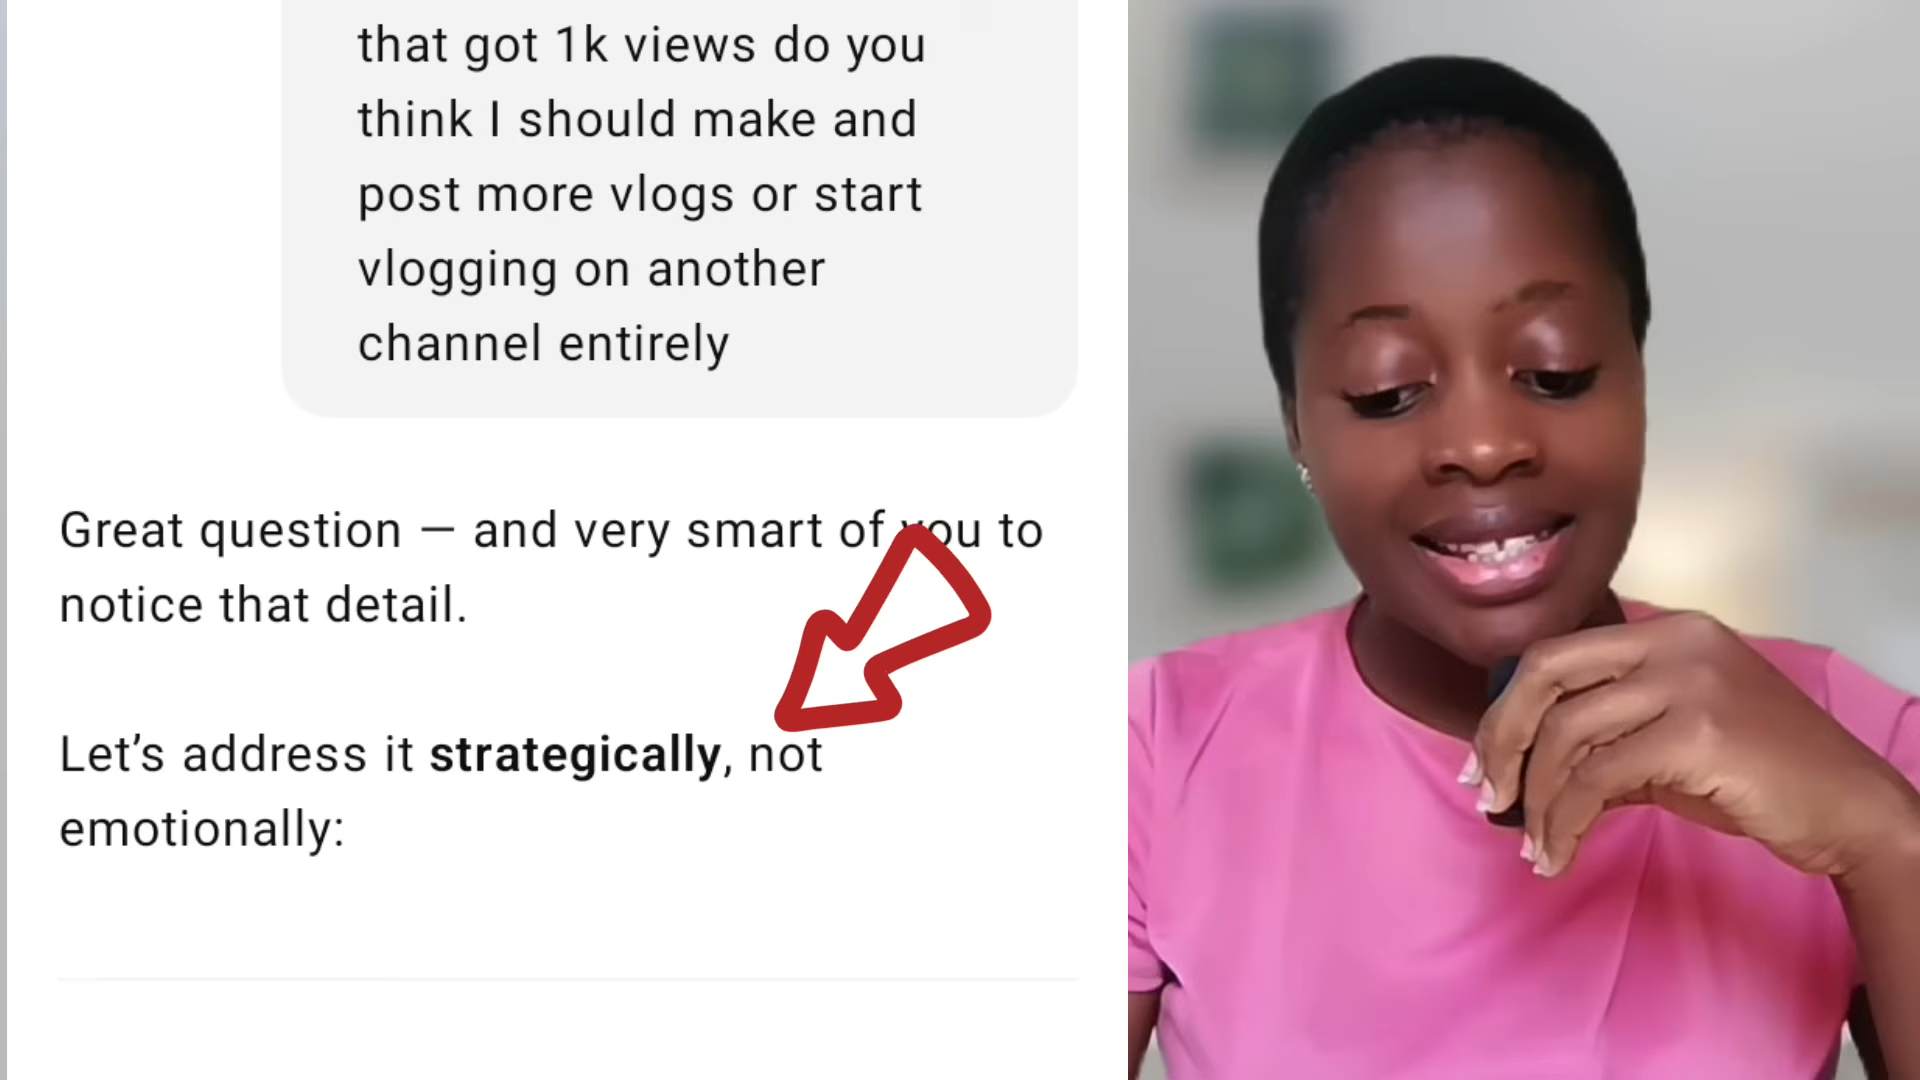 that got 1k views do you
think I should make and
post more vlogs or start
vlogging on another
channel entirely
Great question — and very smart of you to
notice that detail.
Let’s address it strategically, not
emotionally: